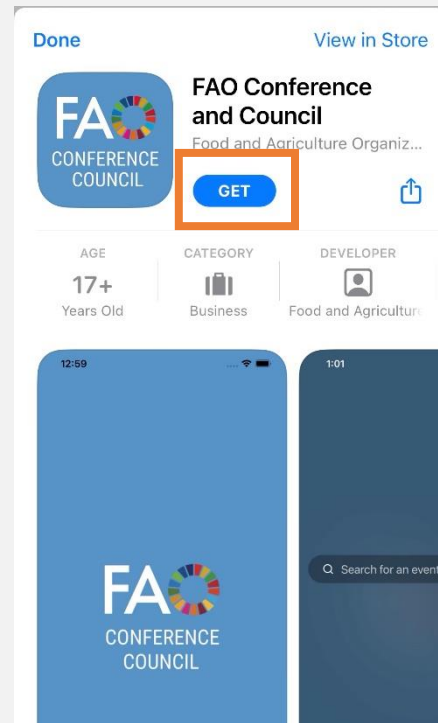 Done
View in Store
FAO
CONFERENCE
COUNCIL
FAO Conference
and Council
Food and Agriculture Organiz...
GET
AGE
17+
Years Old
CATEGORY
Business
DEVELOPER
Food and Agriculture
12:59
FAO
CONFERENCE
COUNCIL
1:01
Search for an event